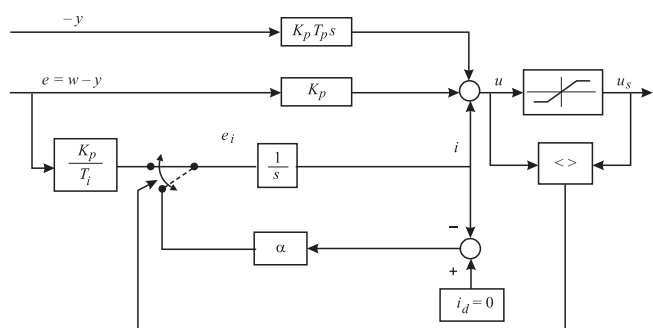 – y
K_p T_p s
e = w – y
K_p
u
u_s
K_p
T_i
e_i
1
s
i
< >
–
α
+
i_d = 0